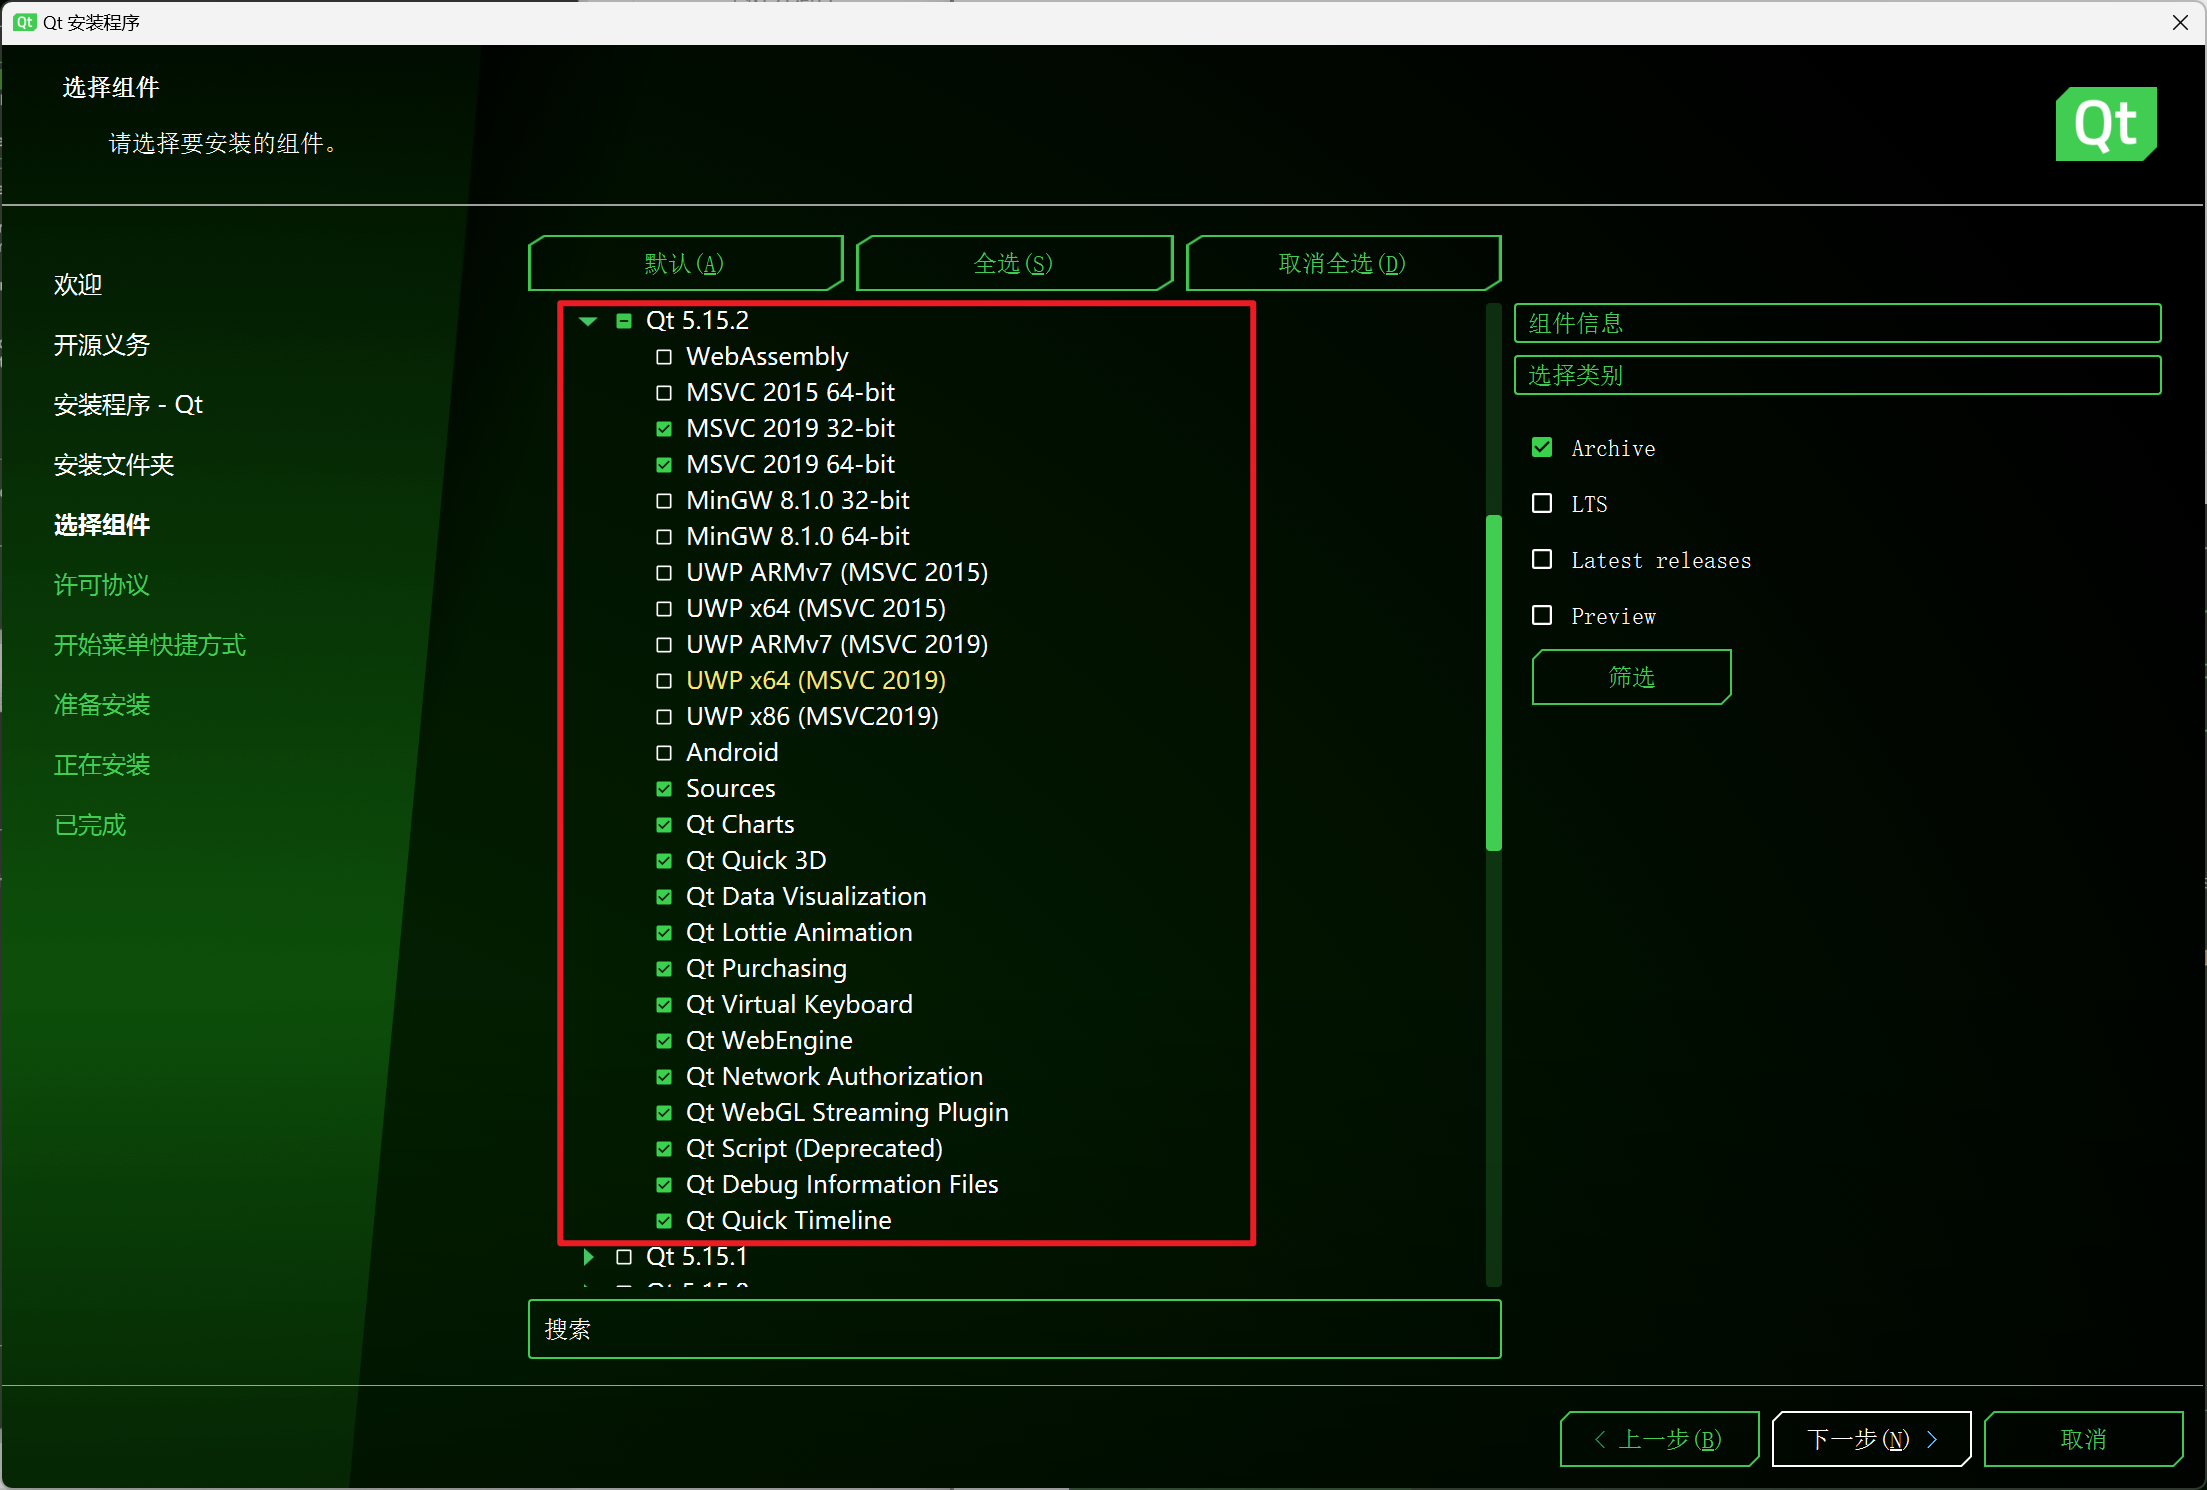 Qt Qt 安装程序
选择组件
请选择要安装的组件。
Qt
欢迎
开源义务
安装程序 - Qt
安装文件夹
选择组件
许可协议
开始菜单快捷方式
准备安装
正在安装
已完成
默认(A)
全选(S)
取消全选(D)
Qt 5.15.2
WebAssembly
MSVC 2015 64-bit
MSVC 2019 32-bit
MSVC 2019 64-bit
MinGW 8.1.0 32-bit
MinGW 8.1.0 64-bit
UWP ARMv7 (MSVC 2015)
UWP x64 (MSVC 2015)
UWP ARMv7 (MSVC 2019)
UWP x64 (MSVC 2019)
UWP x86 (MSVC2019)
Android
Sources
Qt Charts
Qt Quick 3D
Qt Data Visualization
Qt Lottie Animation
Qt Purchasing
Qt Virtual Keyboard
Qt WebEngine
Qt Network Authorization
Qt WebGL Streaming Plugin
Qt Script (Deprecated)
Qt Debug Information Files
Qt Quick Timeline
Qt 5.15.1
搜索
组件信息
选择类别
Archive
LTS
Latest releases
Preview
筛选
上一步(B)
下一步(N)
取消